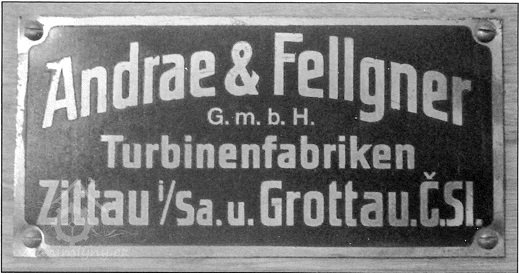 Andrae & Fellgner
G. m. b. H.
Turbinenfabriken
Zittau i/Sa. u. Grottau. Č.Sl.